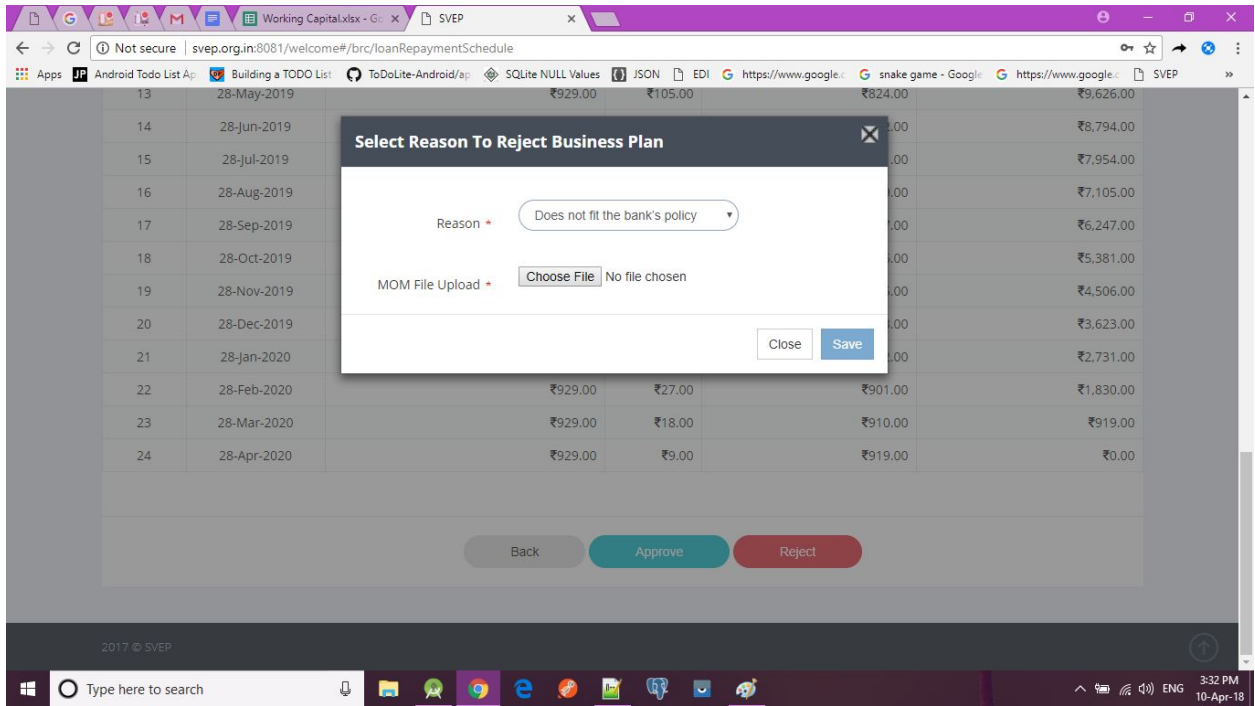 Working Capital.xlsx - Go
SVEP
Not secure | svep.org.in:8081/welcome#/brc/loanRepaymentSchedule
Apps Android Todo List Ap Building a TODO List ToDoLite-Android/ap SQLite NULL Values JSON EDI https://www.google.c snake game - Google https://www.google.c SVEP »
13 28-May-2019 ₹929.00 ₹105.00 ₹824.00 ₹9,626.00
14 28-Jun-2019 .00 ₹8,794.00
15 28-Jul-2019 .00 ₹7,954.00
16 28-Aug-2019 .00 ₹7,105.00
17 28-Sep-2019 .00 ₹6,247.00
18 28-Oct-2019 .00 ₹5,381.00
19 28-Nov-2019 .00 ₹4,506.00
20 28-Dec-2019 .00 ₹3,623.00
21 28-Jan-2020 .00 ₹2,731.00
22 28-Feb-2020 ₹929.00 ₹27.00 ₹901.00 ₹1,830.00
23 28-Mar-2020 ₹929.00 ₹18.00 ₹910.00 ₹919.00
24 28-Apr-2020 ₹929.00 ₹9.00 ₹919.00 ₹0.00
Select Reason To Reject Business Plan
Reason * Does not fit the bank's policy
MOM File Upload * Choose File No file chosen
Close Save
Back Approve Reject
2017 © SVEP
Type here to search
ENG 3:32 PM
10-Apr-18